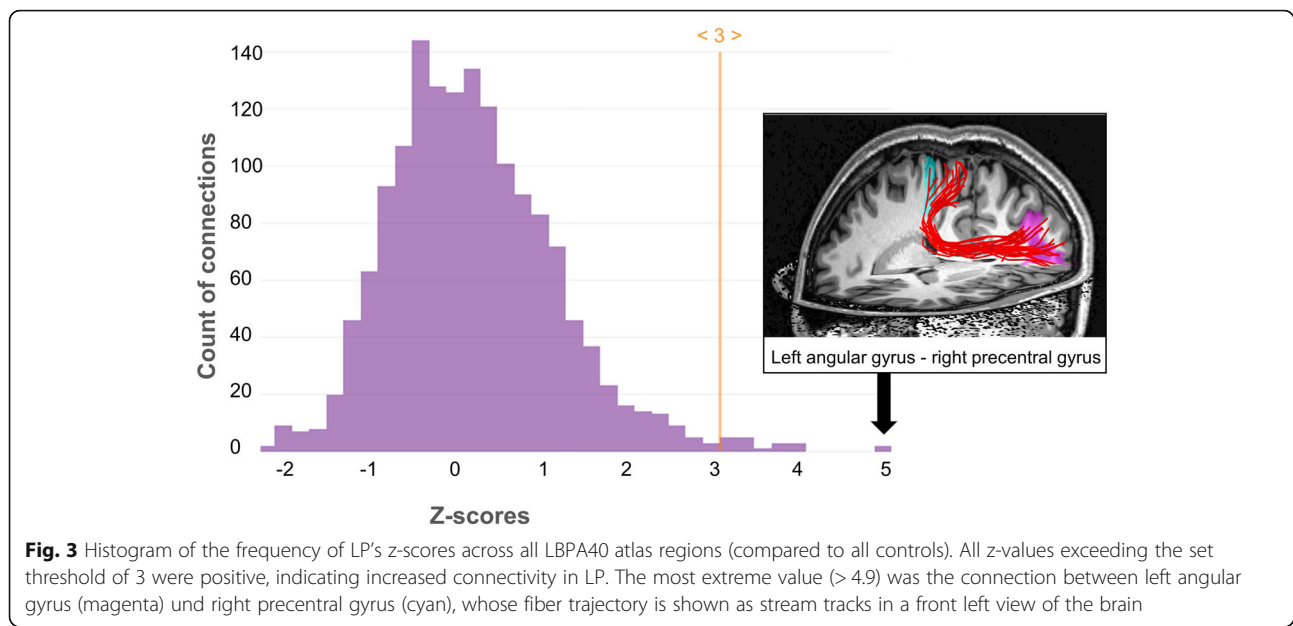 < 3 >
140
120
100
80
60
40
20
0
Count of connections
-2 -1 0 1 2 3 4 5
Z-scores
Left angular gyrus - right precentral gyrus
Fig. 3 Histogram of the frequency of LP's z-scores across all LBPA40 atlas regions (compared to all controls). All z-values exceeding the set
threshold of 3 were positive, indicating increased connectivity in LP. The most extreme value (> 4.9) was the connection between left angular
gyrus (magenta) und right precentral gyrus (cyan), whose fiber trajectory is shown as stream tracks in a front left view of the brain